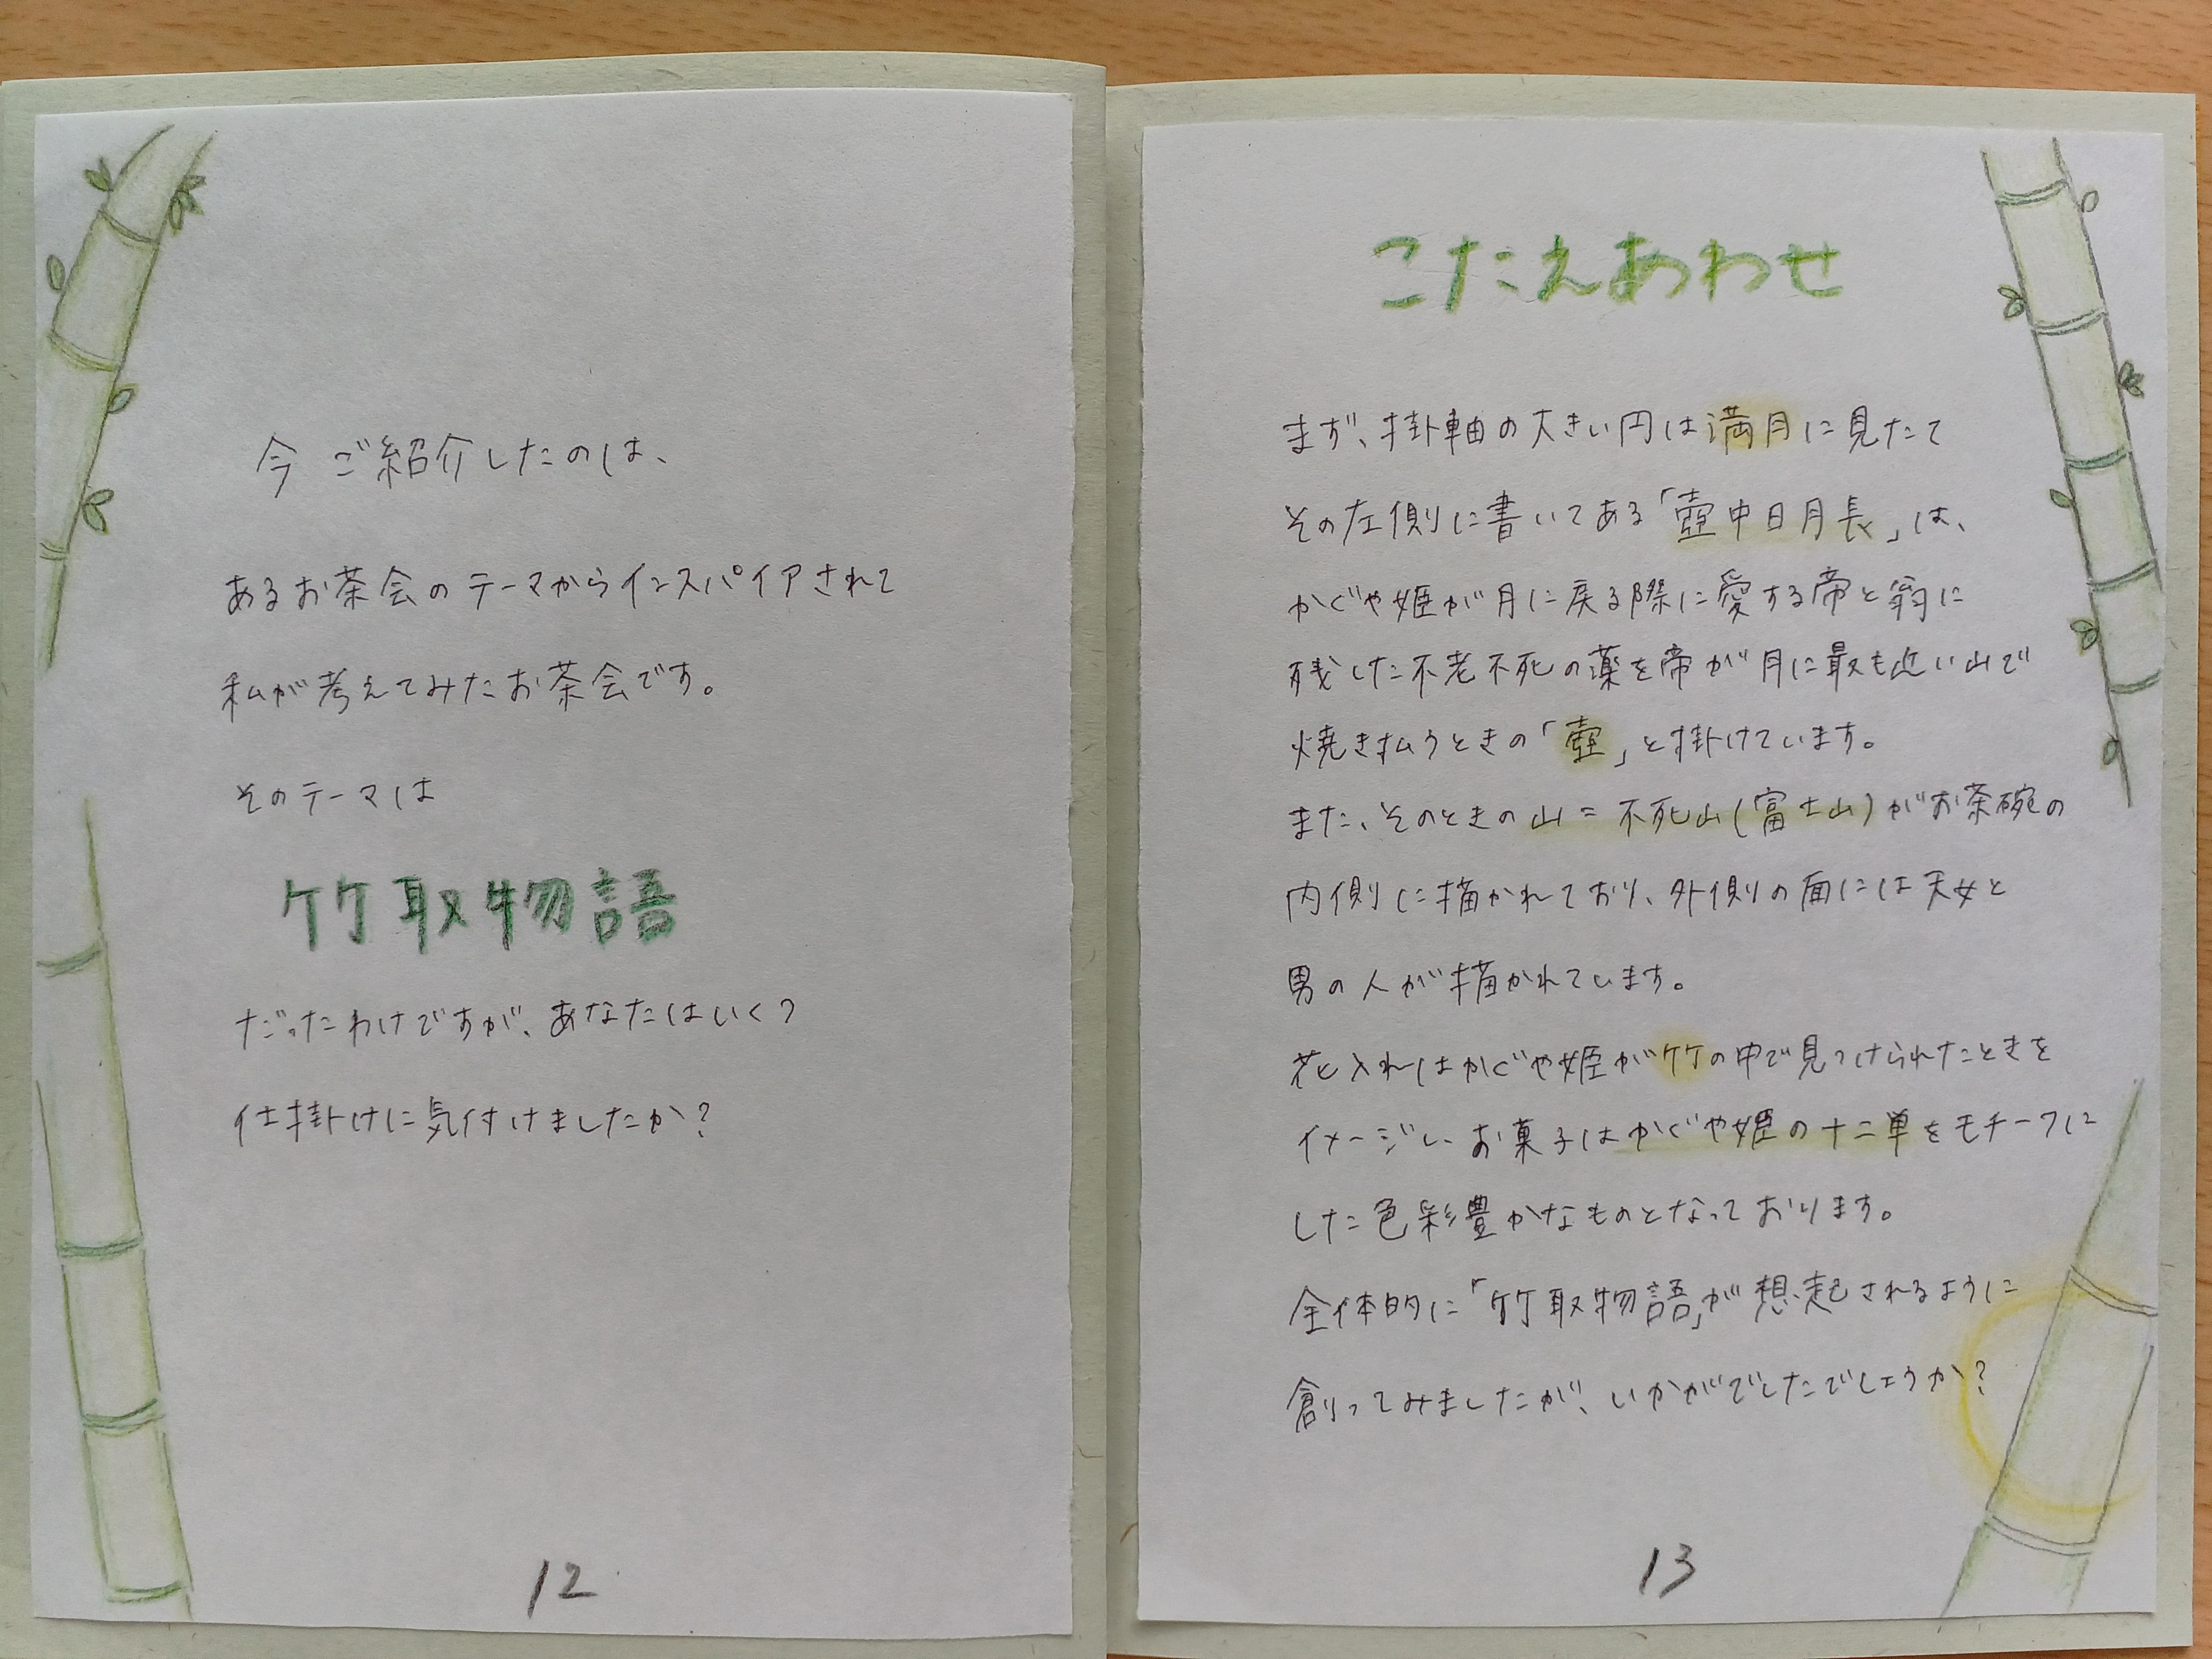 今 ご紹介したのは、
あるお茶会のテーマからインスパイアされて
私が考えてみたお茶会です。
そのテーマは
竹取物語
だったわけですが、あなたはいくつ
仕掛けに気付けましたか?
12
こたえあわせ
まず、掛軸の大きい円は満月に見たて
その左側に書いてある「壺中日月長」は、
かぐや姫が月に戻る際に愛する帝と翁に
残した不老不死の薬を帝が月に最も近い山で
焼き払うときの「壺」と掛けています。
また、そのときの山=不死山(富士山)がお茶碗の
内側に描かれており、外側の面には天女と
男の人が描かれています。
花入れはかぐや姫が竹の中で見つけられたときを
イメージし、お菓子はかぐや姫の十二単をモチーフに
した色彩豊かなものとなっております。
全体的に「竹取物語」が想起されるように
創ってみましたが、いかがでしたでしょうか?
13